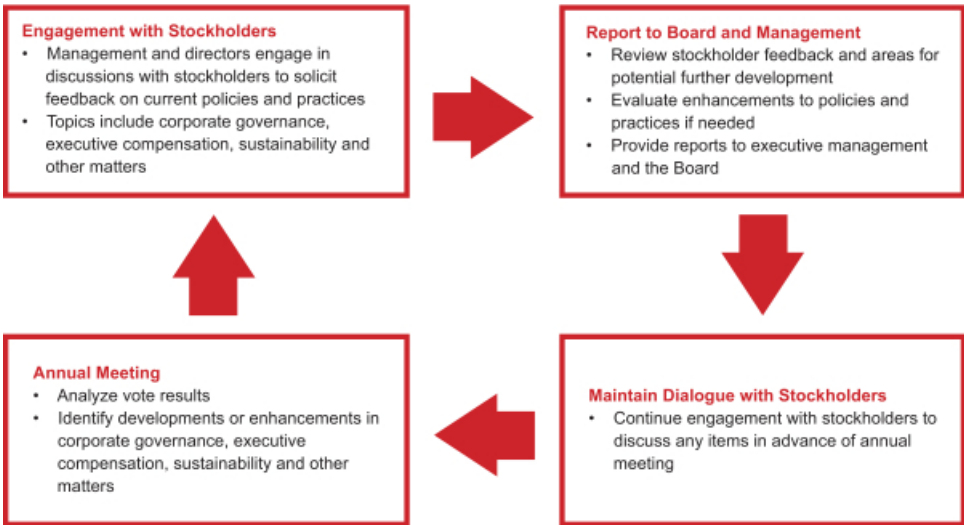 Engagement with Stockholders
• Management and directors engage in
discussions with stockholders to solicit
feedback on current policies and practices
• Topics include corporate governance,
executive compensation, sustainability and
other matters
Report to Board and Management
• Review stockholder feedback and areas for
potential further development
• Evaluate enhancements to policies and
practices if needed
• Provide reports to executive management
and the Board
Maintain Dialogue with Stockholders
• Continue engagement with stockholders to
discuss any items in advance of annual
meeting
Annual Meeting
• Analyze vote results
• Identify developments or enhancements in
corporate governance, executive
compensation, sustainability and other
matters